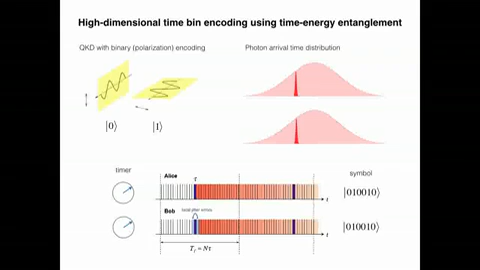 High-dimensional time bin encoding using time-energy entanglement
QKD with binary (polarization) encoding
Photon arrival time distribution
|0⟩ |1⟩
timer
symbol
Alice
τ
|010010⟩
t
Bob
|010010⟩
t
= Nτ